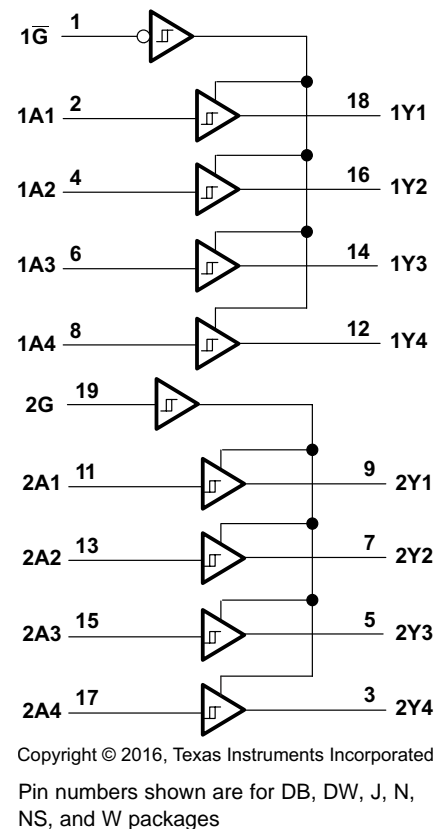 1G̅ 1
1A1 2 18 1Y1
1A2 4 16 1Y2
1A3 6 14 1Y3
1A4 8 12 1Y4
2G 19
2A1 11 9 2Y1
2A2 13 7 2Y2
2A3 15 5 2Y3
2A4 17 3 2Y4
Copyright © 2016, Texas Instruments Incorporated
Pin numbers shown are for DB, DW, J, N,
NS, and W packages